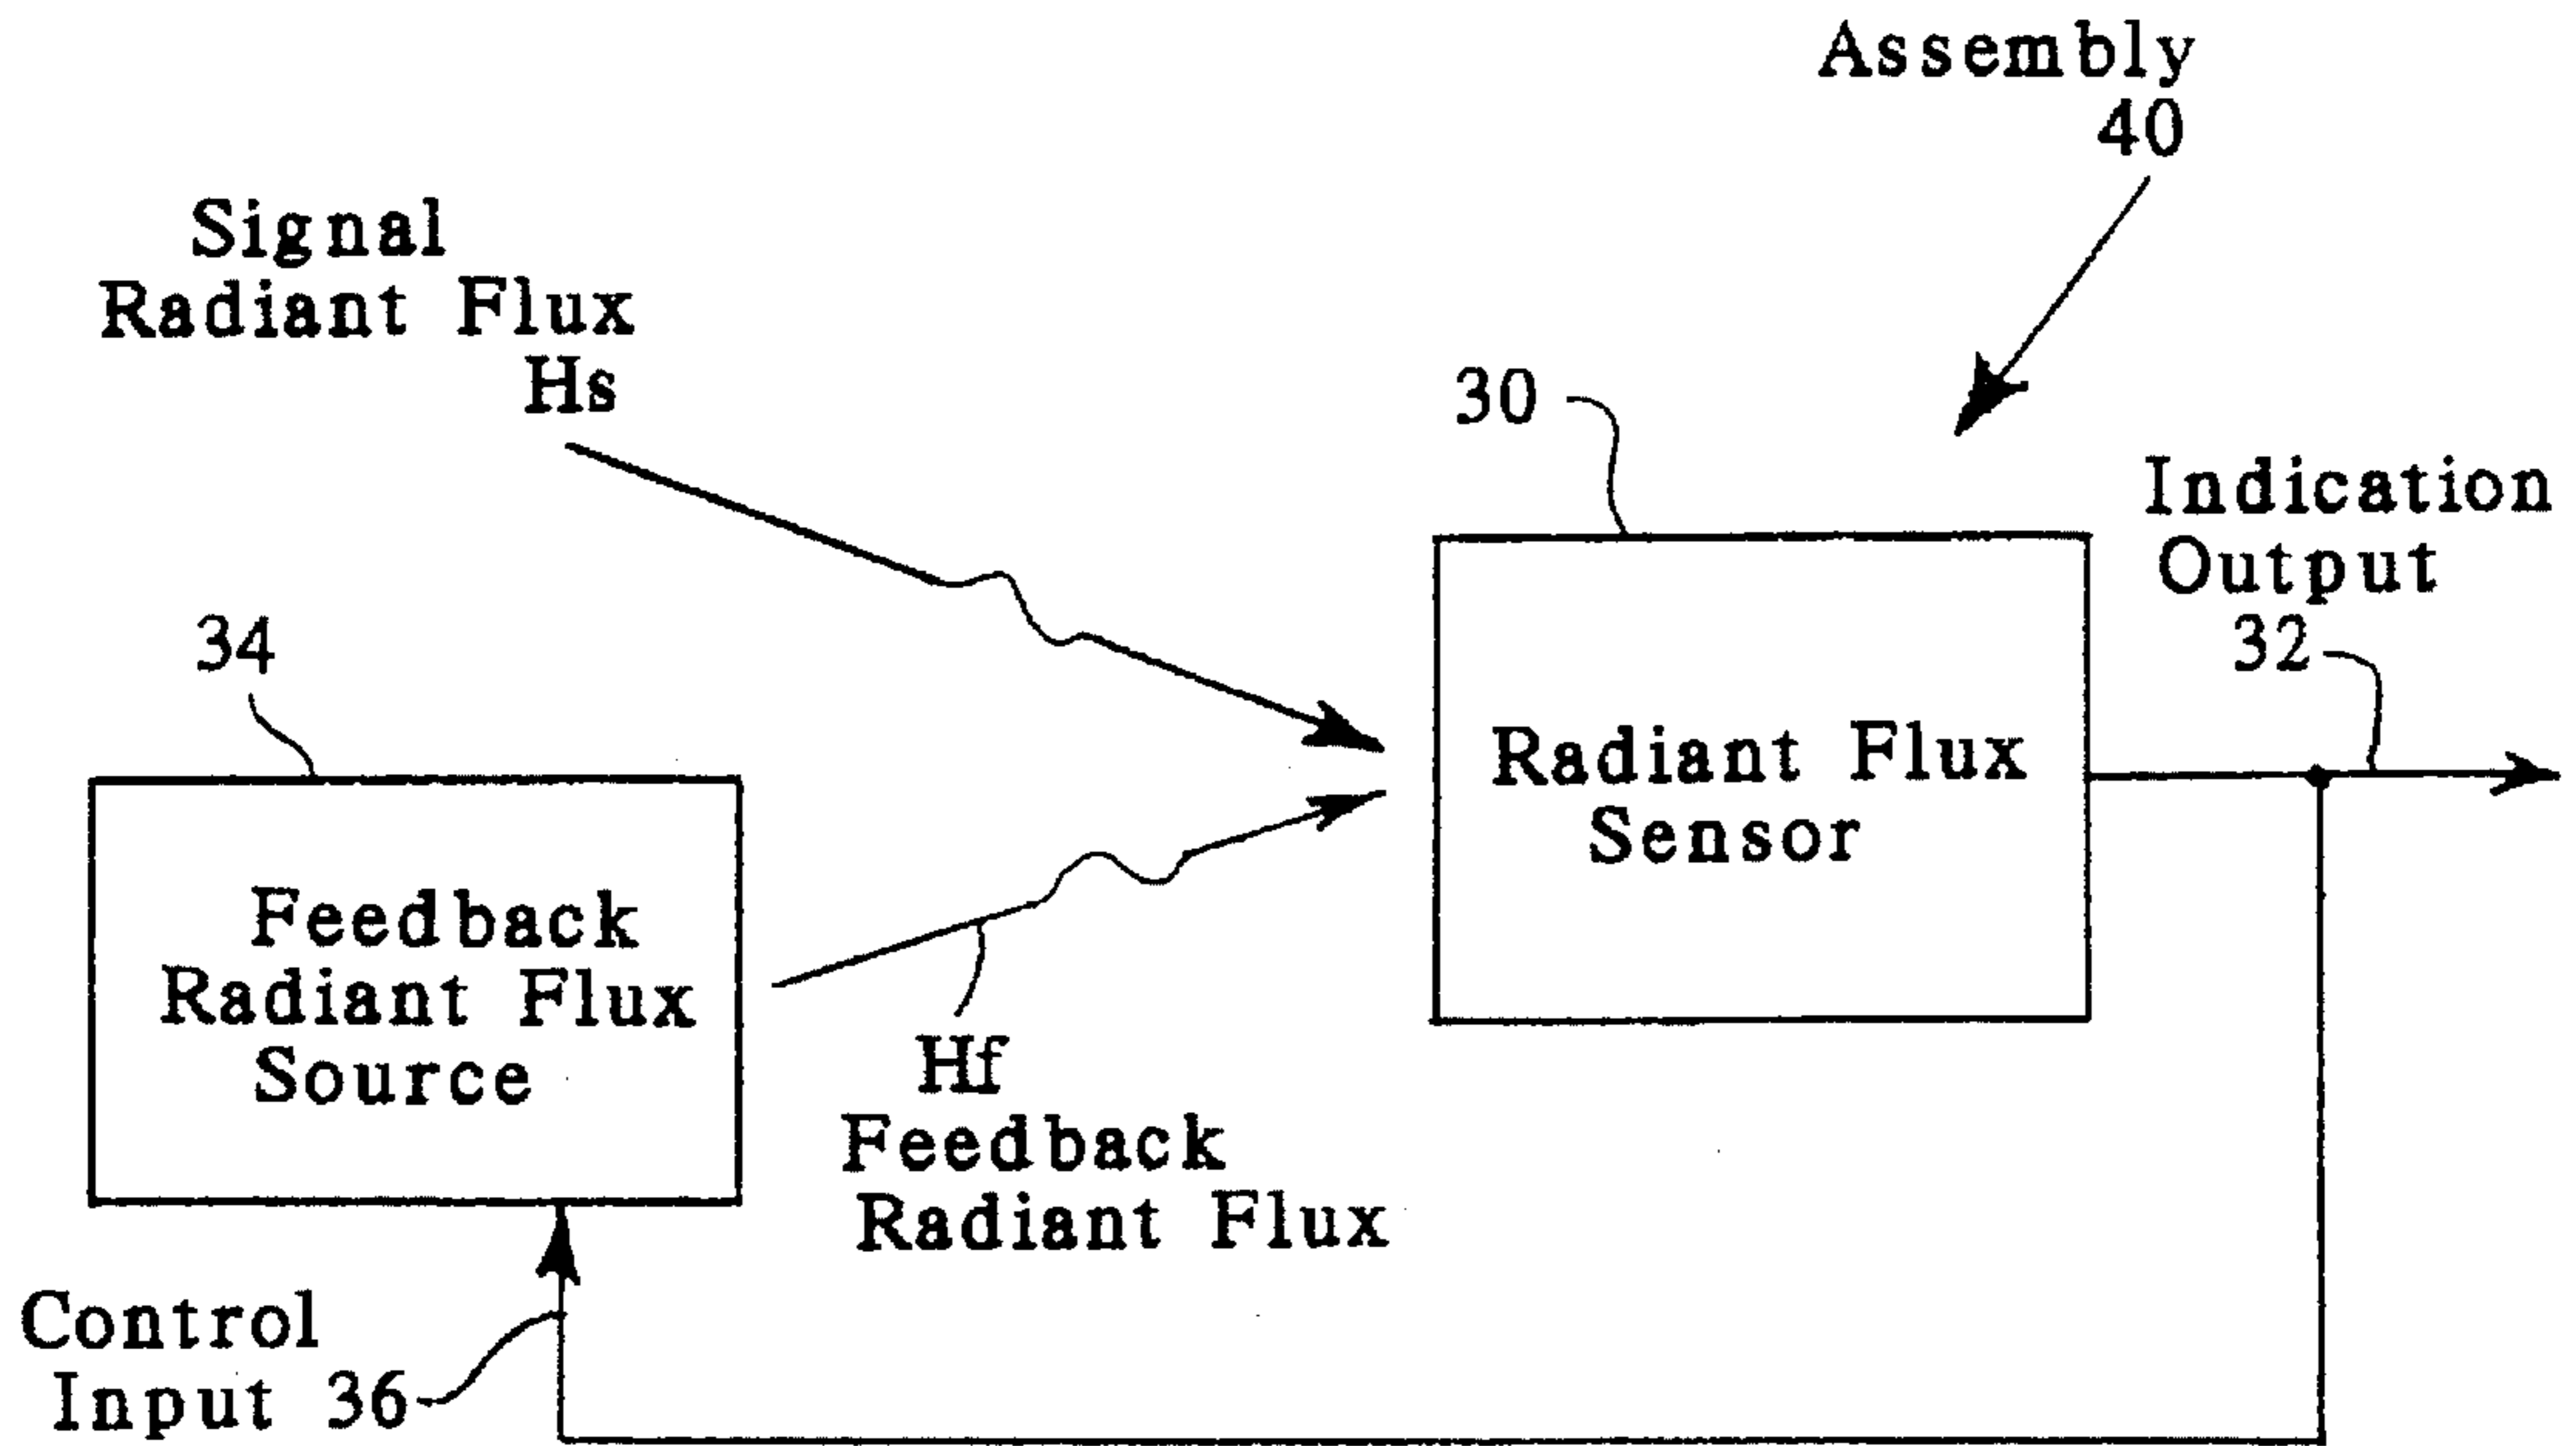 Assembly
40
Signal
Radiant Flux
Hs
30
Indication
Output
32
34
Radiant Flux
Sensor
Feedback
Radiant Flux
Source
Hf
Feedback
Radiant Flux
Control
Input 36